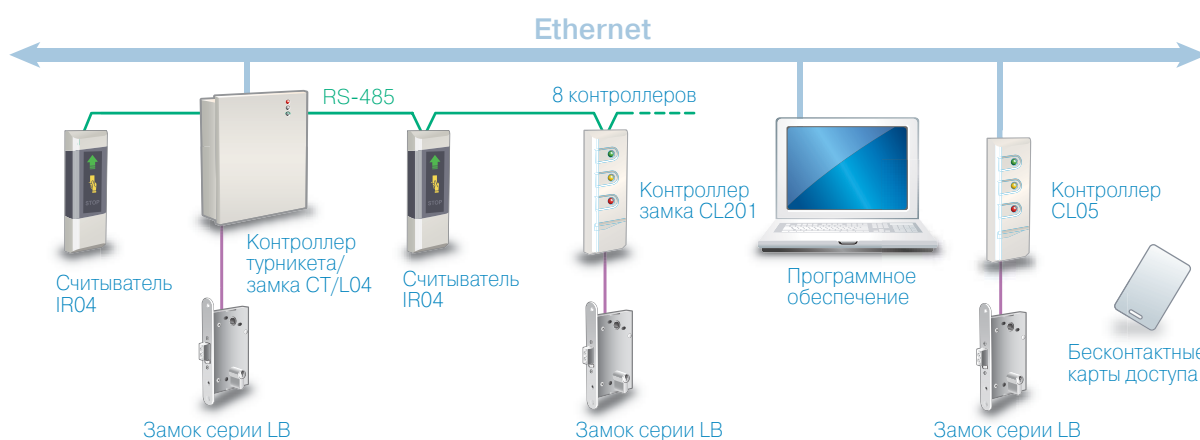 Ethernet
RS-485
8 контроллеров
STOP
STOP
Считыватель
IR04
Контроллер
турникета/
замка CT/L04
Считыватель
IR04
Контроллер
замка CL201
Программное
обеспечение
Контроллер
CL05
Бесконтактные
карты доступа
Замок серии LB
Замок серии LB
Замок серии LB